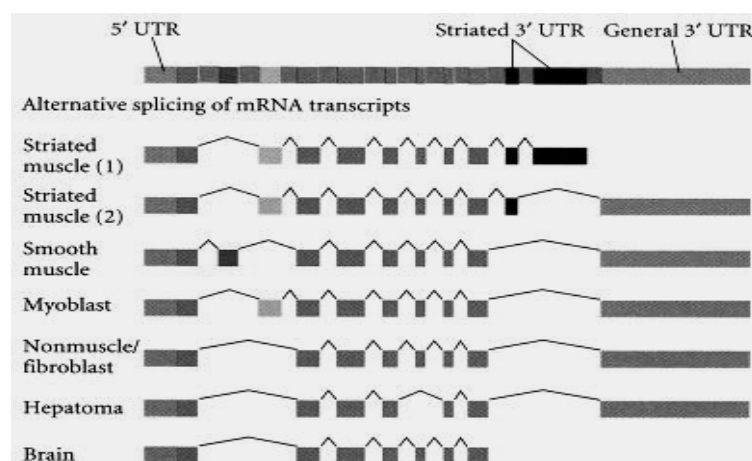 5′ UTR Striated 3′ UTR General 3′ UTR
Alternative splicing of mRNA transcripts
Striated
muscle (1)
Striated
muscle (2)
Smooth
muscle
Myoblast
Nonmuscle/
fibroblast
Hepatoma
Brain